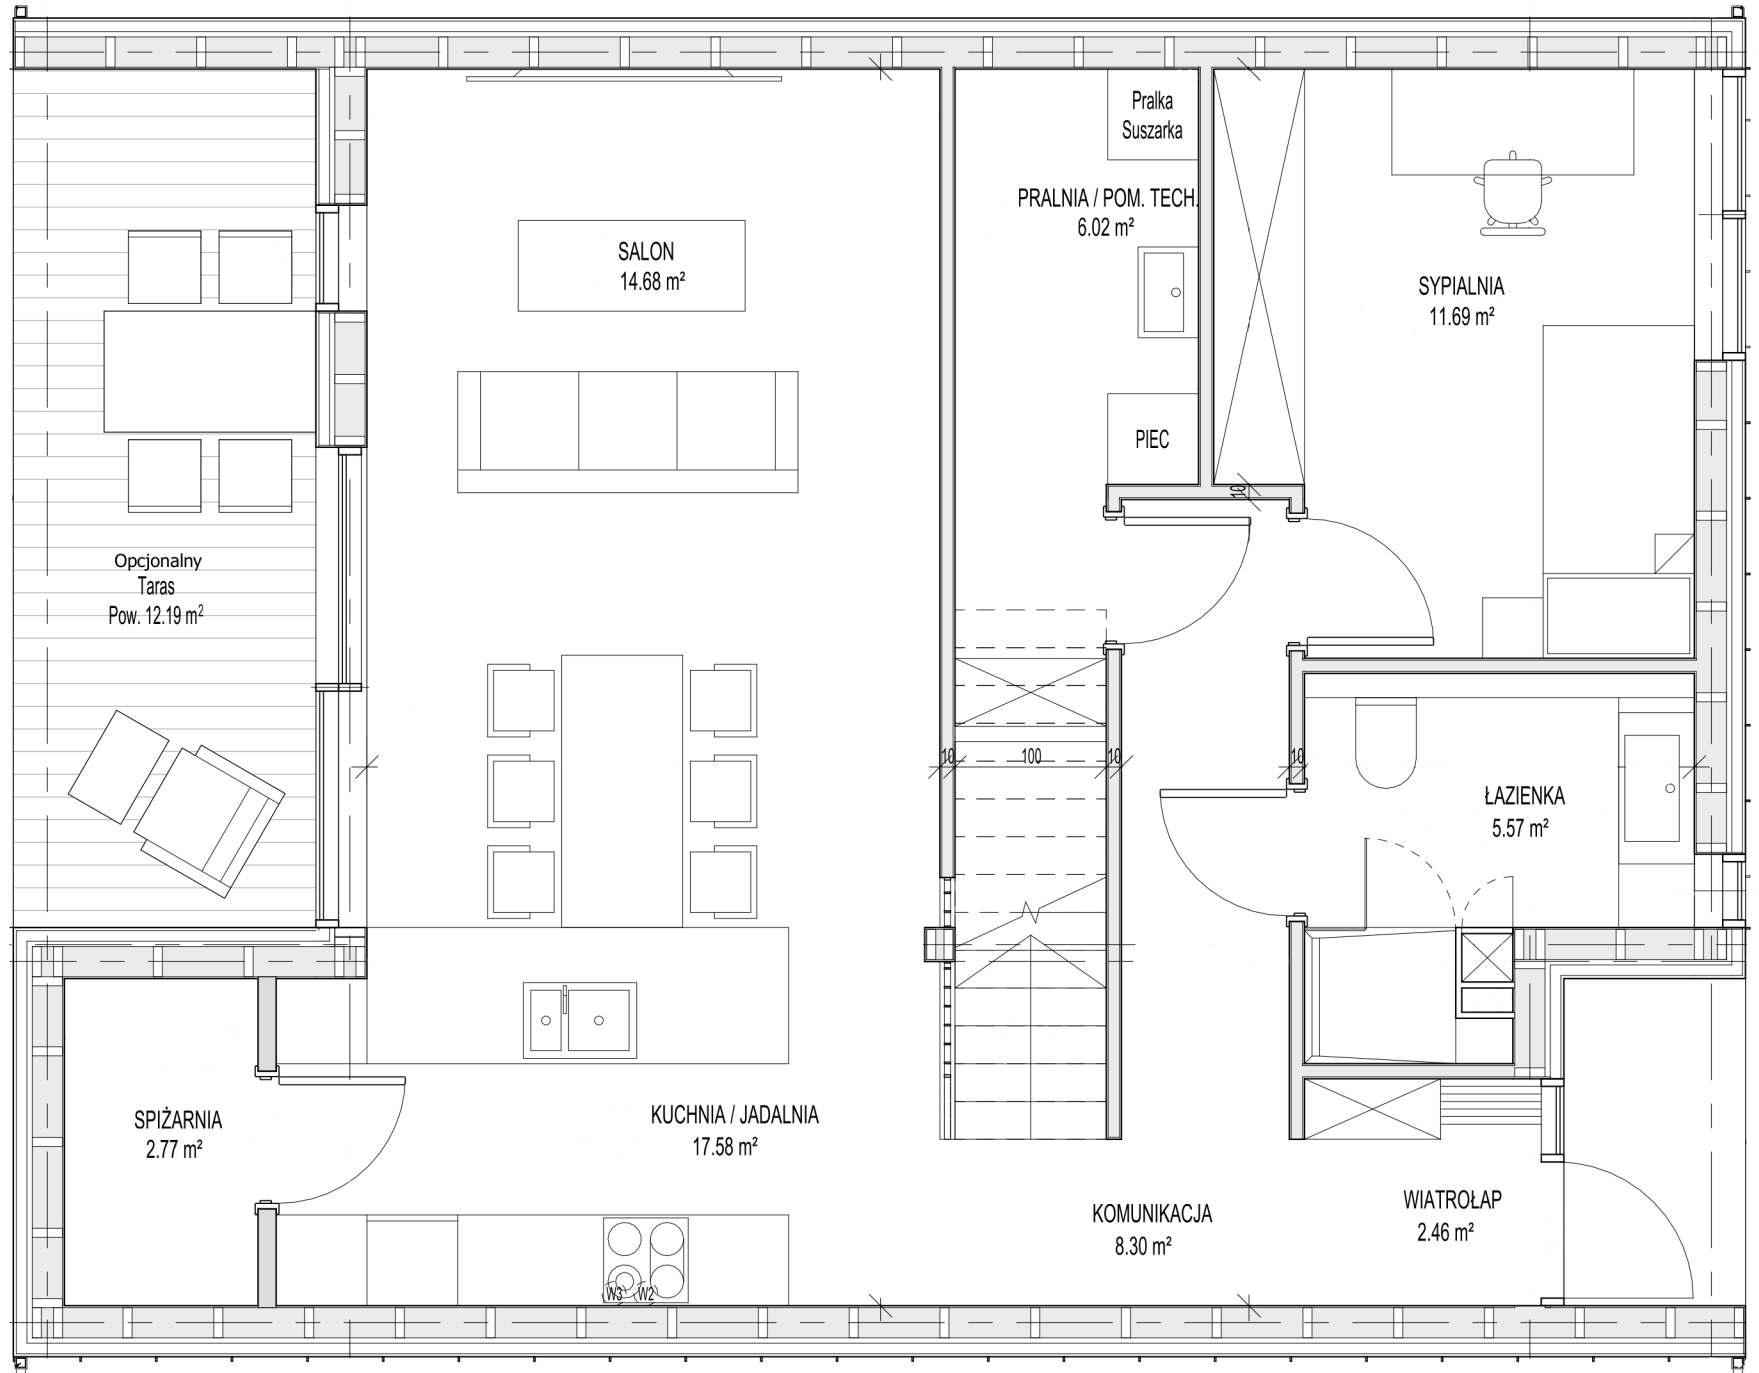 Pralka
Suszarka
PRALNIA / POM. TECH.
6.02 m²
SALON
14.68 m²
SYPIALNIA
11.69 m²
PIEC
10
Opcjonalny
Taras
Pow. 12.19 m²
10
100
10
10
ŁAZIENKA
5.57 m²
SPIŻARNIA
2.77 m²
KUCHNIA / JADALNIA
17.58 m²
KOMUNIKACJA
8.30 m²
WIATROŁAP
2.46 m²
W3
W2